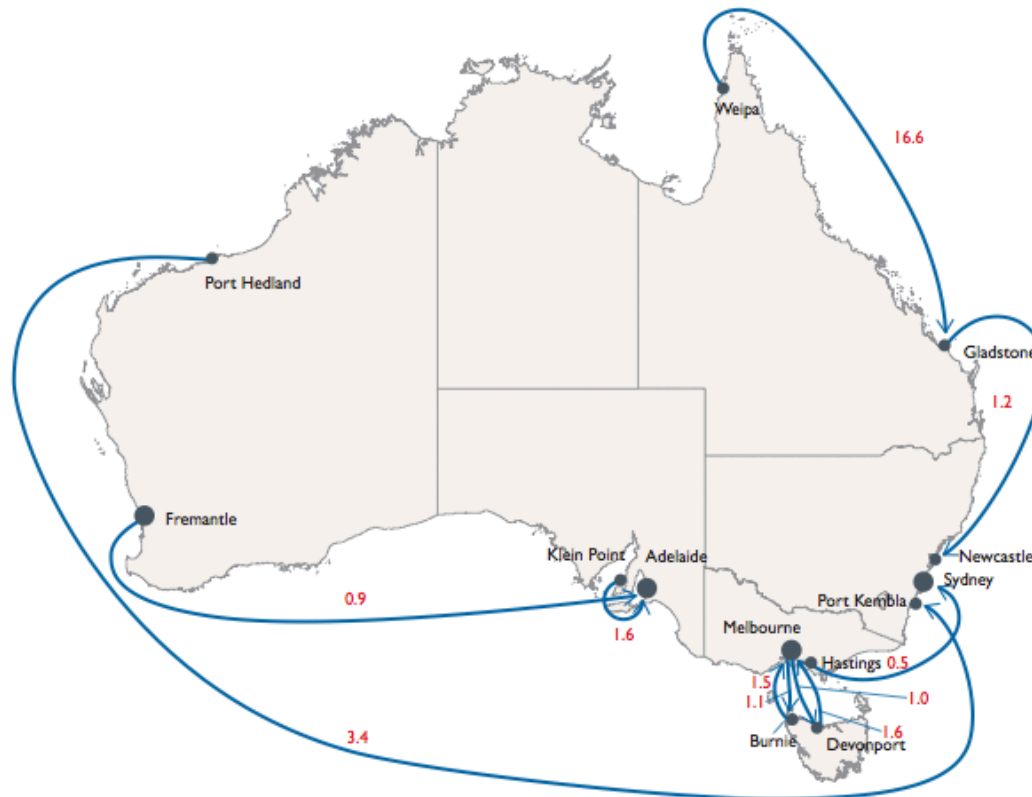 Weipa
16.6
Port Hedland
Gladstone
1.2
Fremantle
Klein Point
Adelaide
Newcastle
Sydney
0.9
Port Kembla
1.6
Melbourne
Hastings
0.5
1.5
1.1
1.0
3.4
Burnie
Devonport
1.6